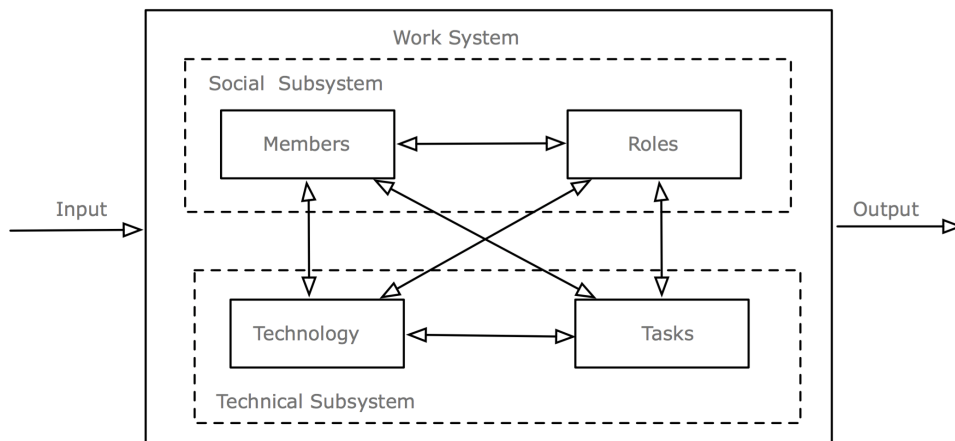 Work System
Social Subsystem
Members
Roles
Input
Output
Technology
Tasks
Technical Subsystem